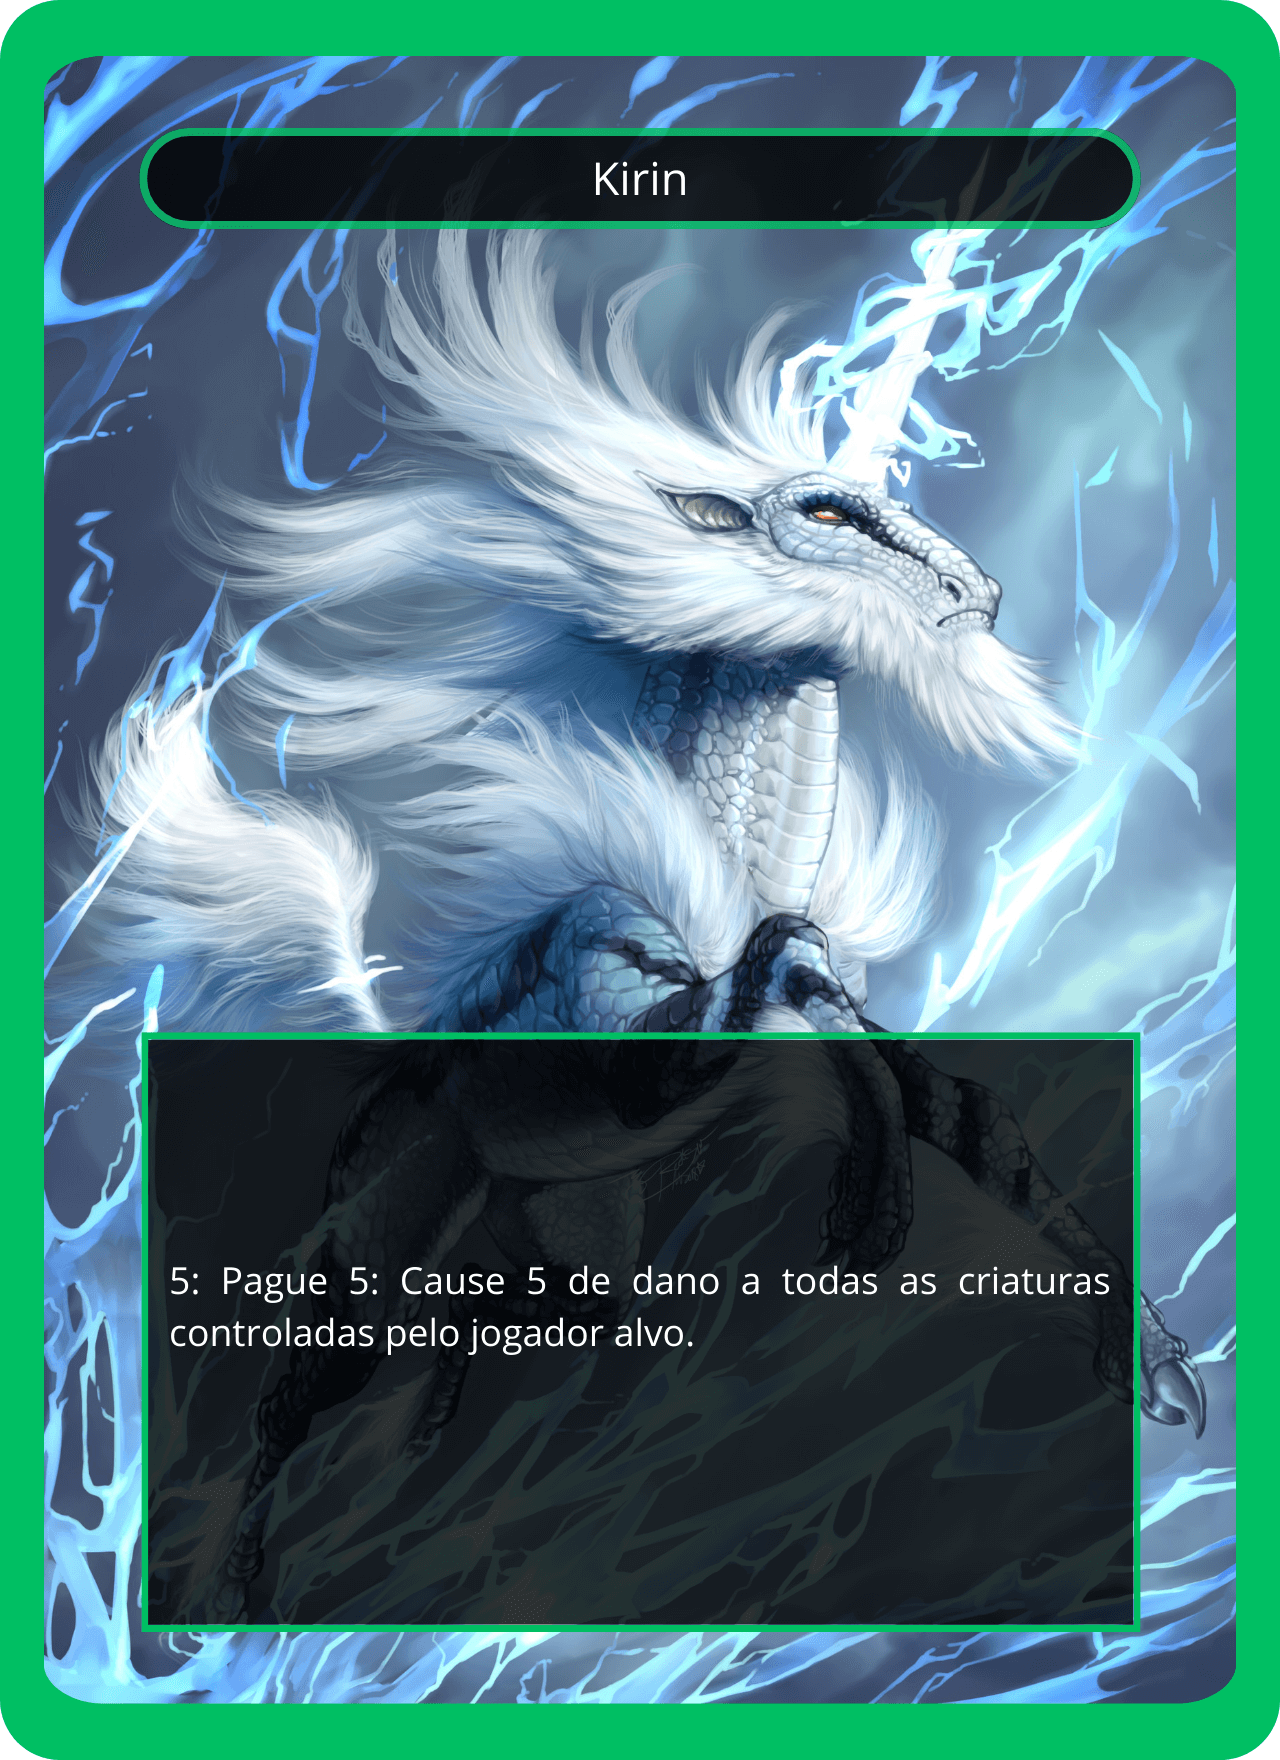 Kirin
5: Pague 5: Cause 5 de dano a todas as criaturas
controladas pelo jogador alvo.